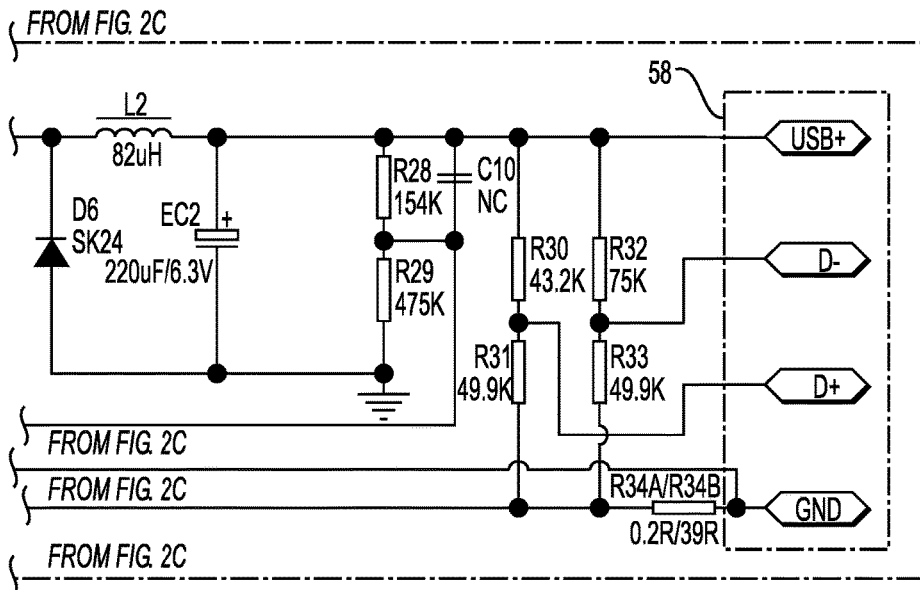 FROM FIG. 2C
58
L2
82uH
USB+
D6
SK24
EC2
+
220uF/6.3V
R28
154K
C10
NC
R29
475K
R30
43.2K
R32
75K
D-
R31
49.9K
R33
49.9K
D+
FROM FIG. 2C
FROM FIG. 2C
R34A/R34B
0.2R/39R
GND
FROM FIG. 2C